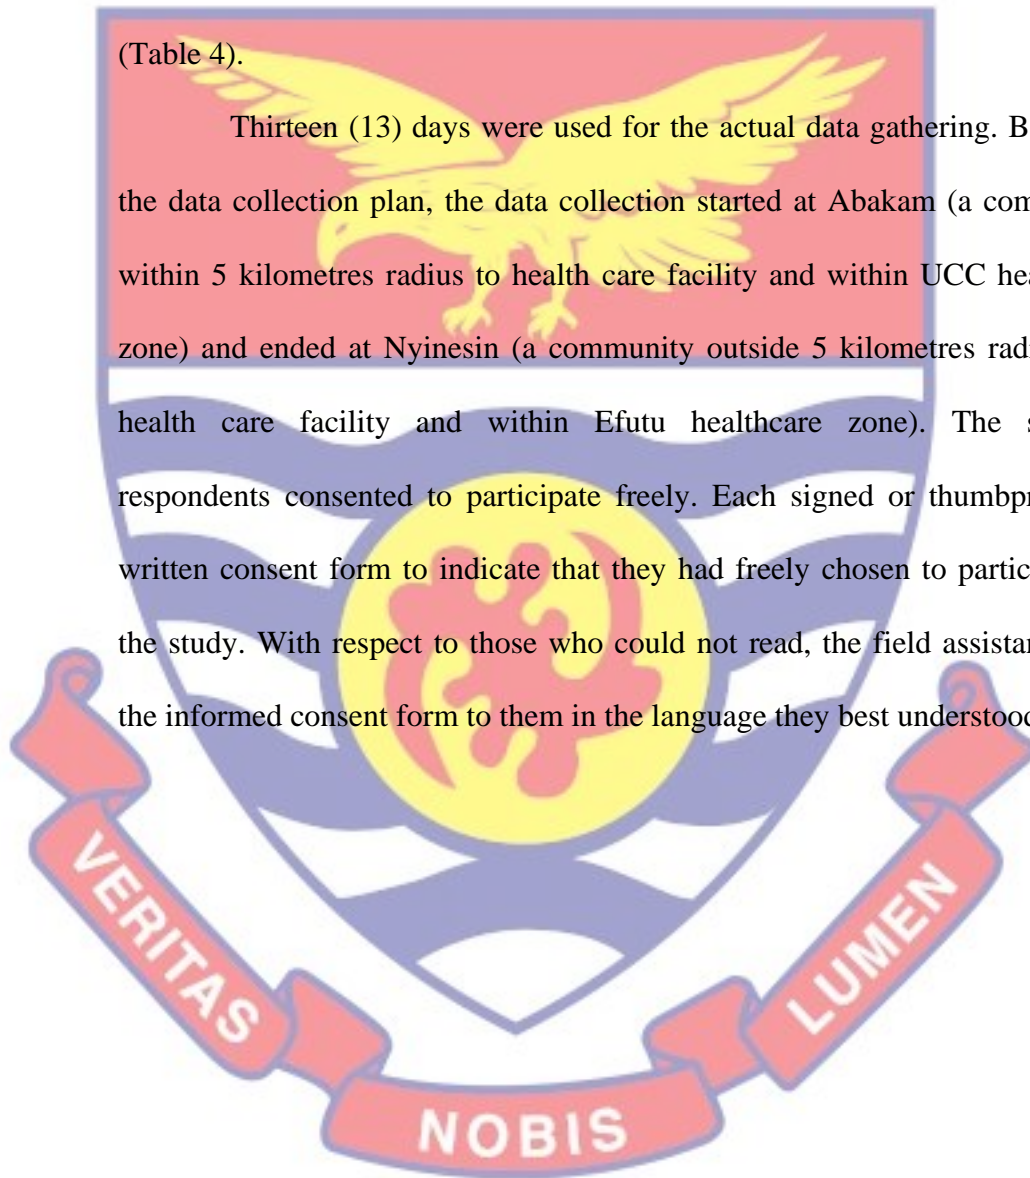 (Table 4).
Thirteen (13) days were used for the actual data gathering. B
the data collection plan, the data collection started at Abakam (a com
within 5 kilometres radius to health care facility and within UCC hea
zone) and ended at Nyinesin (a community outside 5 kilometres radi
health care facility and within Efutu healthcare zone). The s
respondents consented to participate freely. Each signed or thumbpr
written consent form to indicate that they had freely chosen to partic
the study. With respect to those who could not read, the field assistan
the informed consent form to them in the language they best understood
VERITAS
NOBIS
LUMEN